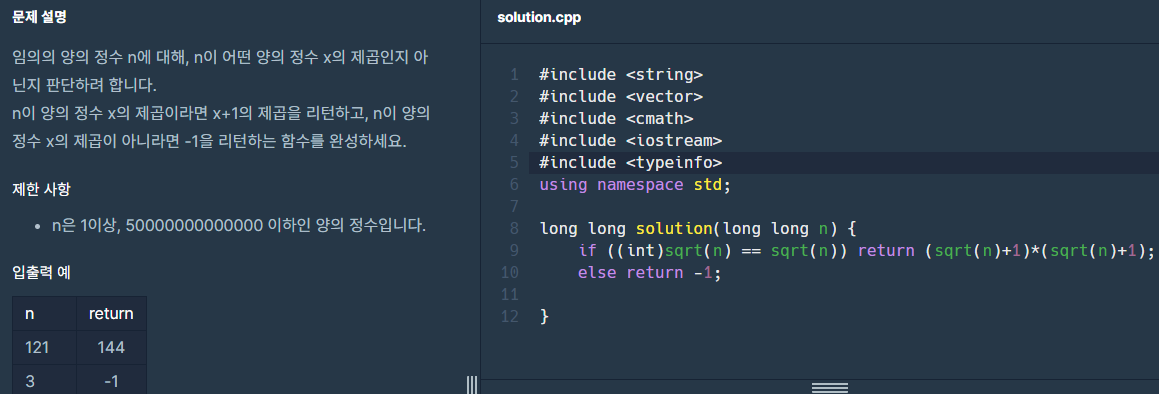 문제 설명
임의의 양의 정수 n에 대해, n이 어떤 양의 정수 x의 제곱인지 아
닌지 판단하려 합니다.
n이 양의 정수 x의 제곱이라면 x+1의 제곱을 리턴하고, n이 양의
정수 x의 제곱이 아니라면 -1을 리턴하는 함수를 완성하세요.
제한 사항
• n은 1이상, 50000000000000 이하인 양의 정수입니다.
입출력 예
n return
121 144
3 -1
solution.cpp
1 #include <string>
2 #include <vector>
3 #include <cmath>
4 #include <iostream>
5 #include <typeinfo>
6 using namespace std;
7
8 long long solution(long long n) {
9     if ((int)sqrt(n) == sqrt(n)) return (sqrt(n)+1)*(sqrt(n)+1);
10     else return -1;
11
12 }